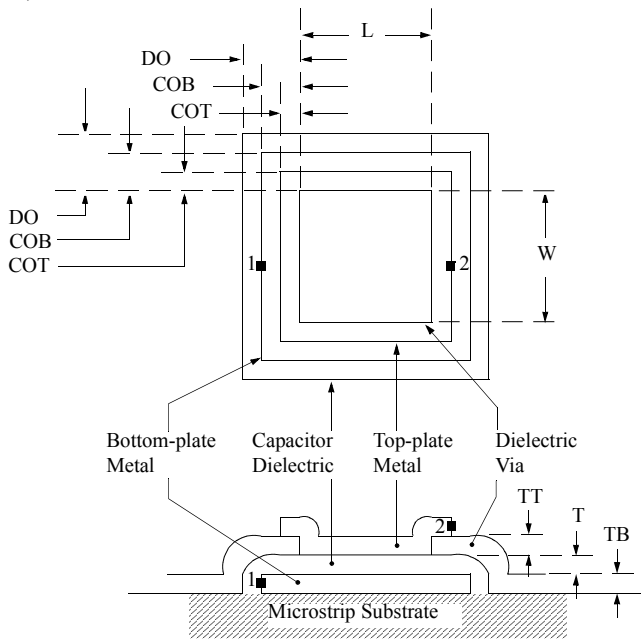 L
DO
COB
COT
DO
COB
COT
1
2
W
Bottom-plate Metal
Capacitor Dielectric
Top-plate Metal
Dielectric Via
TT
T
TB
2
1
Microstrip Substrate